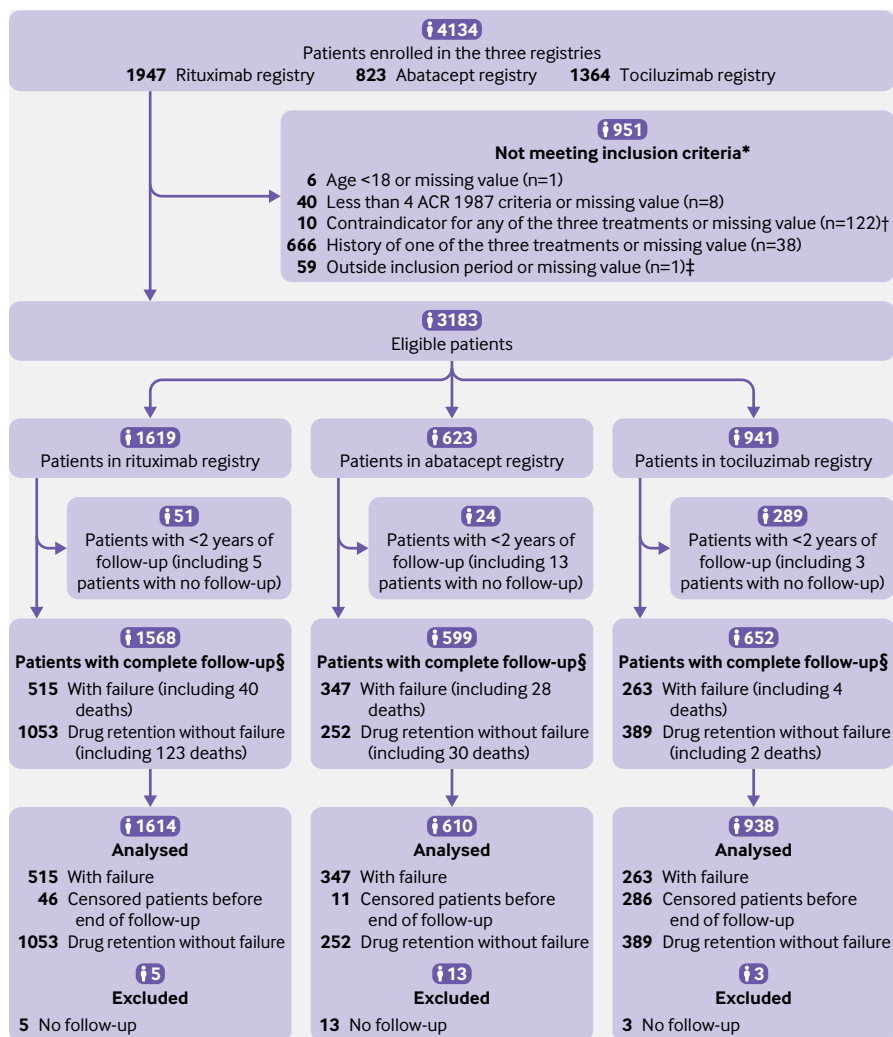 4134
Patients enrolled in the three registries
1947 Rituximab registry 823 Abatacept registry 1364 Tociluzimab registry
951
Not meeting inclusion criteria*
6 Age <18 or missing value (n=1)
40 Less than 4 ACR 1987 criteria or missing value (n=8)
10 Contraindicator for any of the three treatments or missing value (n=122)†
666 History of one of the three treatments or missing value (n=38)
59 Outside inclusion period or missing value (n=1)‡
3183
Eligible patients
1619
Patients in rituximab registry
623
Patients in abatacept registry
941
Patients in tociluzimab registry
51
Patients with <2 years of
follow-up (including 5
patients with no follow-up)
24
Patients with <2 years of
follow-up (including 13
patients with no follow-up)
289
Patients with <2 years of
follow-up (including 3
patients with no follow-up)
1568
Patients with complete follow-up§
515 With failure (including 40
deaths)
1053 Drug retention without failure
(including 123 deaths)
599
Patients with complete follow-up§
347 With failure (including 28
deaths)
252 Drug retention without failure
(including 30 deaths)
652
Patients with complete follow-up§
263 With failure (including 4
deaths)
389 Drug retention without failure
(including 2 deaths)
1614
Analysed
515 With failure
46 Censored patients before
end of follow-up
1053 Drug retention without failure
5
Excluded
5 No follow-up
610
Analysed
347 With failure
11 Censored patients before
end of follow-up
252 Drug retention without failure
13
Excluded
13 No follow-up
938
Analysed
263 With failure
286 Censored patients before
end of follow-up
389 Drug retention without failure
3
Excluded
3 No follow-up